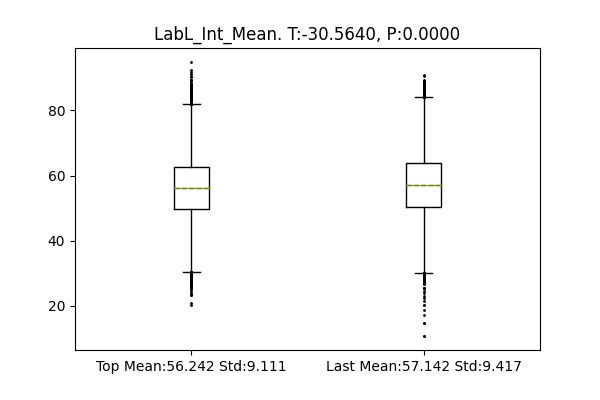 LabL_Int_Mean. T:-30.5640, P:0.0000
80
60
40
20
Top Mean:56.242 Std:9.111
Last Mean:57.142 Std:9.417